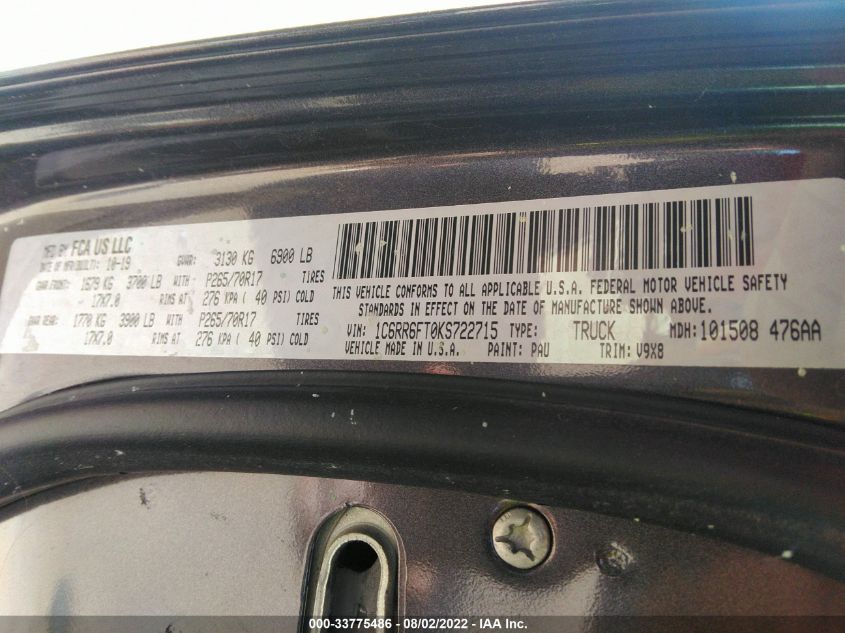 MFD BY FCA US LLC
DATE OF MFR(BUILT): 10-19 GVWR: 3130 KG 6900 LB
GAWR FRONT: 1679 KG 3700 LB WITH P265/70R17 TIRES
17X7.0 RIMS AT 276 KPA ( 40 PSI) COLD
GAWR REAR: 1770 KG 3900 LB WITH P265/70R17 TIRES
17X7.0 RIMS AT 276 KPA ( 40 PSI) COLD
THIS VEHICLE CONFORMS TO ALL APPLICABLE U.S.A. FEDERAL MOTOR VEHICLE SAFETY
STANDARDS IN EFFECT ON THE DATE OF MANUFACTURE SHOWN ABOVE.
VIN: 1C6RR6FT0KS722715 TYPE: TRUCK MDH: 101508 476AA
VEHICLE MADE IN U.S.A. PAINT: PAU TRIM: V9X8
000-33775486 - 08/02/2022 - IAA Inc.